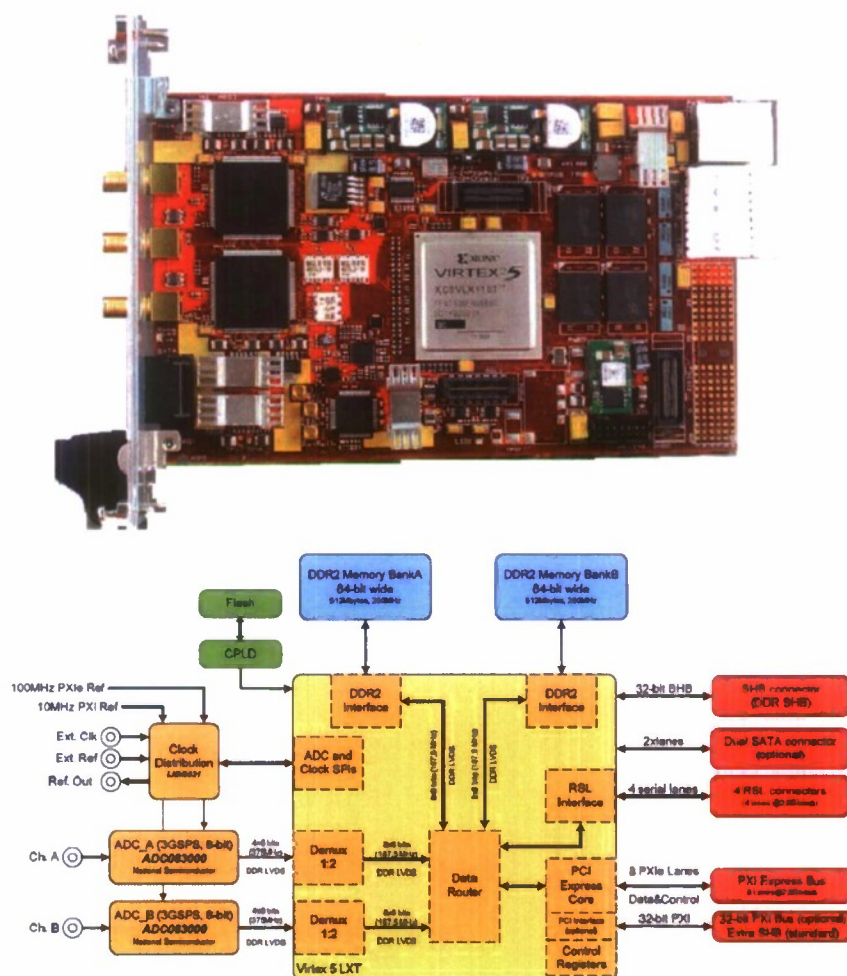 XILINX
VIRTEX-5
DDR2 Memory BankA
64-bit wide
DDR2 Memory BankB
64-bit wide
Flash
CPLD
100MHz PXIe Ref
10MHz PXI Ref
Ext. Clk
Ext. Ref
Ref. Out
Clock
Distribution
DDR2
Interface
DDR2
Interface
ADC and
Clock SPIs
32-bit SHB
SHB connector
(DDR SHB)
2xlanes
Dual SATA connector
(optional)
RSL
Interface
4 serial lanes
4 RSL connectors
DDR LVDS
DDR LVDS
Ch. A
ADC_A (3GSPS, 8-bit)
ADC083000
National Semiconductor
DDR LVDS
Demux
1:2
DDR LVDS
Data
Router
PCI
Express
Core
8 PXIe Lanes
Data&Control
PXI Express Bus
Ch. B
ADC_B (3GSPS, 8-bit)
ADC083000
National Semiconductor
DDR LVDS
Demux
1:2
DDR LVDS
PCI Interface
(optional)
32-bit PXI
32-bit PXI Bus (optional)
Extra SHB (standard)
Control
Registers
Virtex 5 LXT